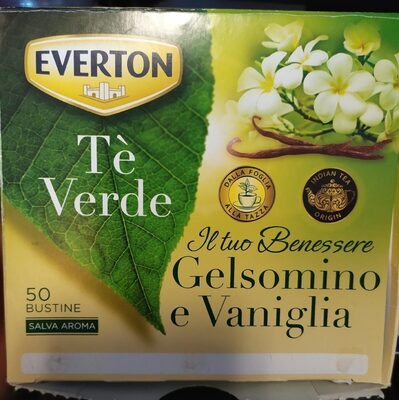 EVERTON
Tè
Verde
DALLA FOGLIA
ALLA TAZZA
INDIAN TEA
ORIGIN
Il tuo Benessere
Gelsomino
e Vaniglia
50
BUSTINE
SALVA AROMA